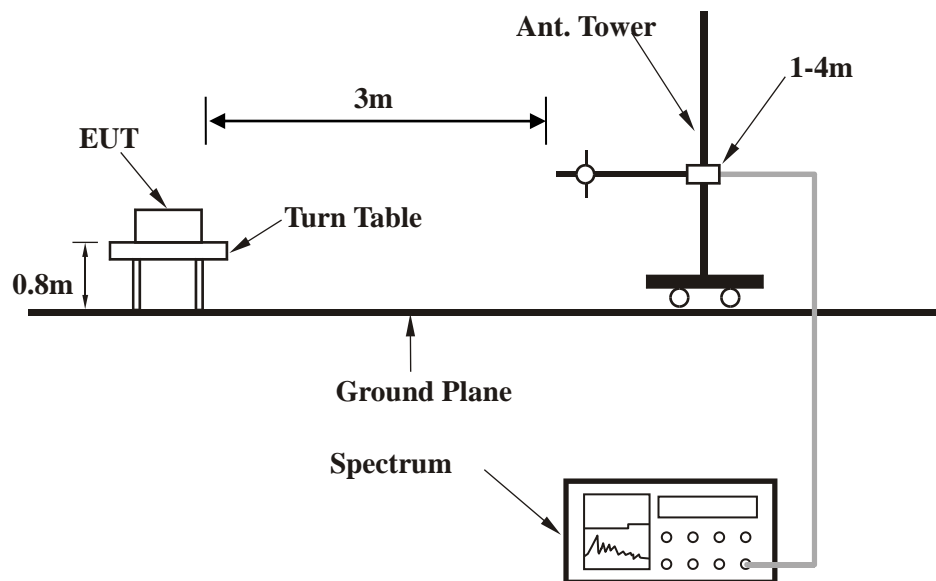 Ant. Tower
1-4m
3m
EUT
Turn Table
0.8m
Ground Plane
Spectrum